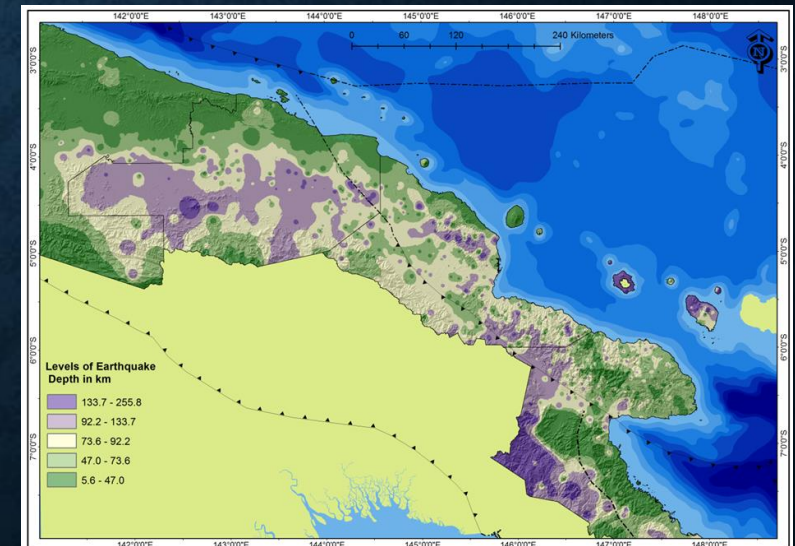 142°0'0"E 143°0'0"E 144°0'0"E 145°0'0"E 146°0'0"E 147°0'0"E 148°0'0"E
0 60 120 240 Kilometers
N
3°0'0"S 3°0'0"S
4°0'0"S 4°0'0"S
5°0'0"S 5°0'0"S
6°0'0"S 6°0'0"S
Levels of Earthquake
Depth in km
133.7 - 255.8
92.2 - 133.7
73.6 - 92.2
47.0 - 73.6
5.6 - 47.0
7°0'0"S 7°0'0"S
142°0'0"E 143°0'0"E 144°0'0"E 145°0'0"E 146°0'0"E 147°0'0"E 148°0'0"E